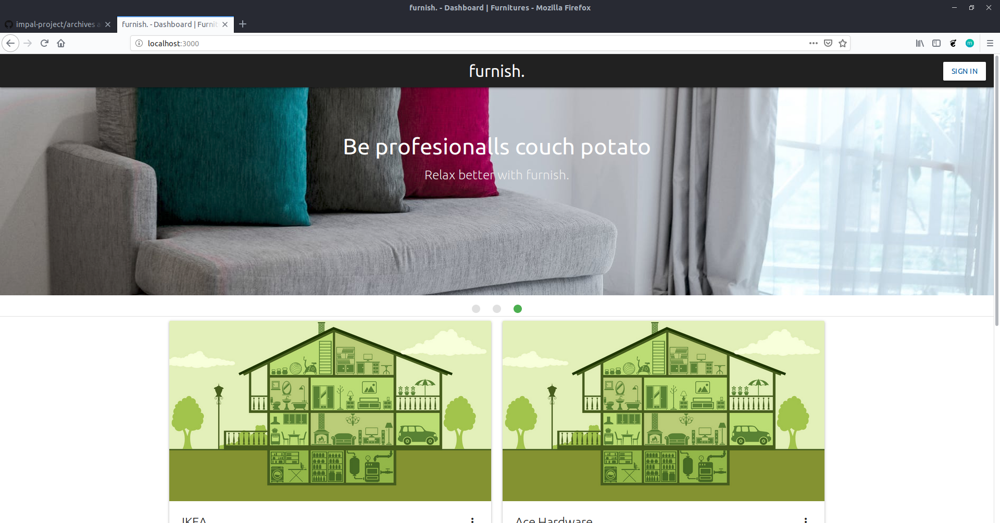 furnish. - Dashboard | Furnitures - Mozilla Firefox
impal-project/archives a
furnish. - Dashboard | Furnit
localhost:3000
furnish.
SIGN IN
Be profesionalls couch potato
Relax better with furnish.
IKEA
Ace Hardware